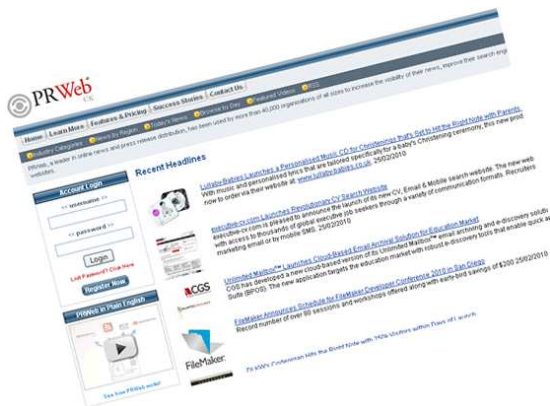 PRWeb
UK
Home Learn More Features & Pricing Success Stories Contact Us
Industry Categories News by Region Today's News Browse by Day Featured Videos RSS
PRWeb, a leader in online news and press release distribution, has been used by more than 40,000 organizations of all sizes to increase the visibility of their news, improve their search engi
websites.
Account Login
<< username >>
<< password >>
Login
Lost Password? Click Here
Register Now
PRWeb in Plain English
See how PRWeb works!
Recent Headlines
Lullaby-Babies Launches a Personalised Music CD for Christenings that's Set to Hit the Right Note with Parents
With music and personalised lyrics that are tailored specifically for a baby's Christening ceremony, this new prod
now to order via their website at: www.lullaby-babies.co.uk. 25/02/2010
executive-cv.com Launches Revolutionary CV Search Website
executive-cv.com is pleased to announce the launch of its new CV, Email & Mobile search website. The new web
with access to thousands of global executive job seekers through a variety of communication formats. Recruiters
marketing email or by mobile SMS. 25/02/2010
CGS
Unlimited Mailbox™ Launches Cloud-Based Email Archival Solution for Education Market
CGS has developed a new cloud-based version of its Unlimited Mailbox™ email archiving and e-discovery soluti
Suite (BPOS). The new application targets the education market with robust e-discovery tools that enable quick a
FileMaker
FileMaker Announces Schedule for FileMaker Developer Conference 2010 in San Diego
Record number of over 80 sessions and workshops offered along with early-bird savings of $200 25/02/2010